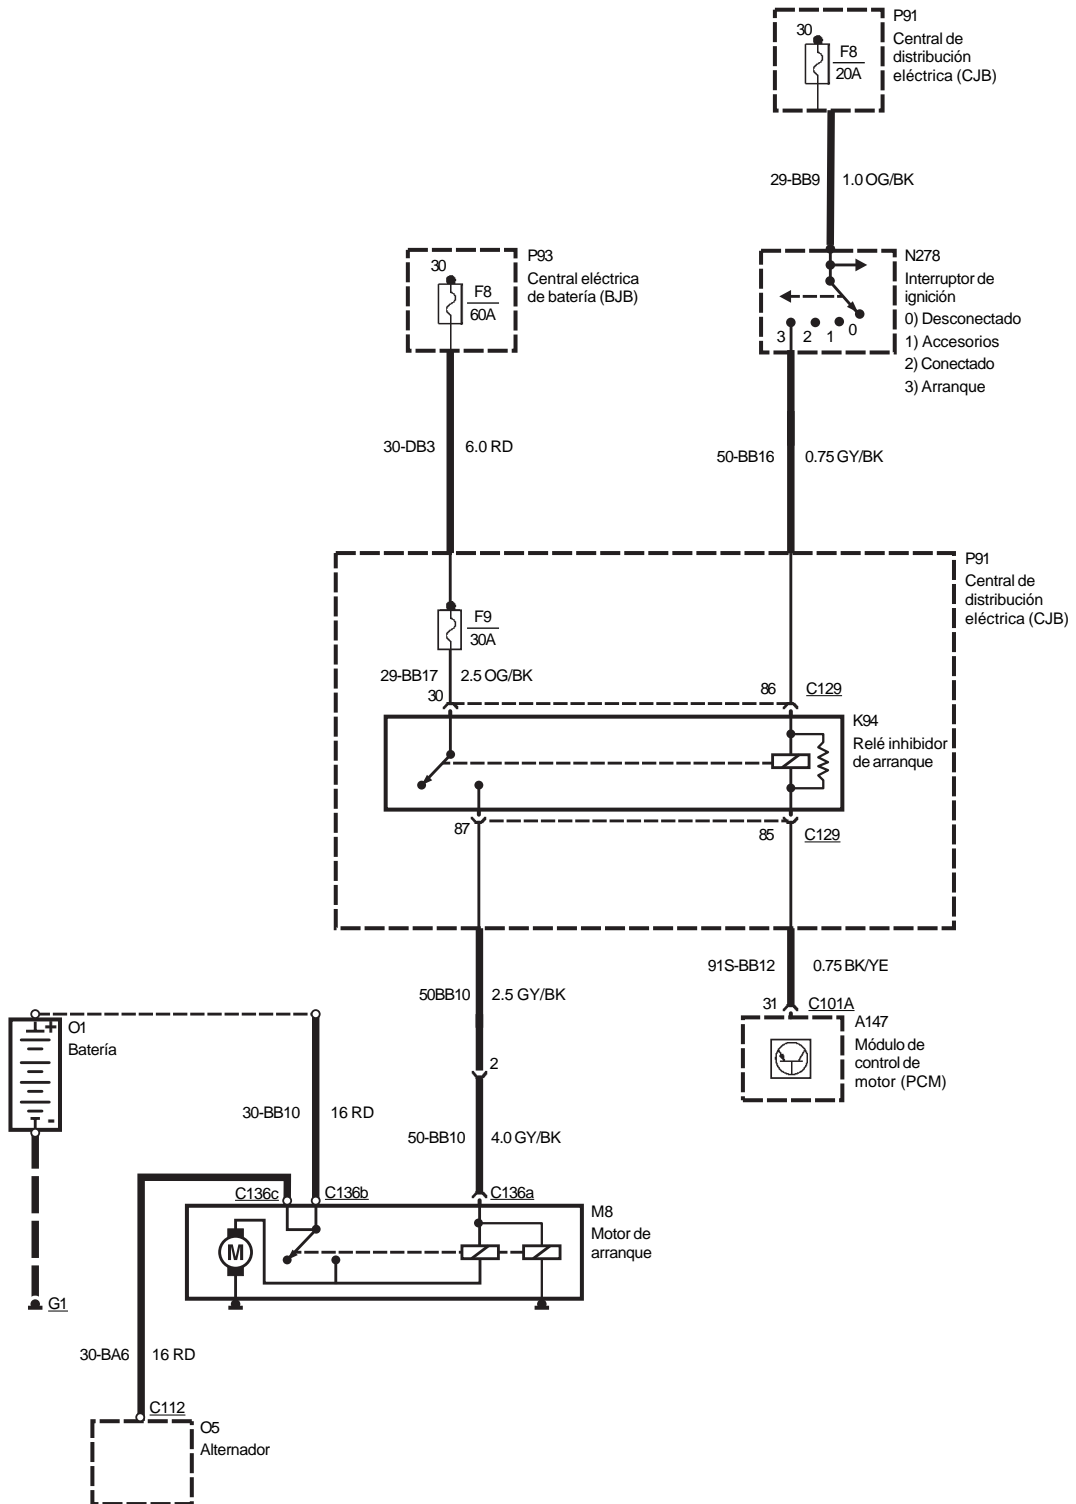 P91
Central de
distribución
eléctrica (CJB)
30
F8
20A
29-BB9
1.0 OG/BK
N278
Interruptor de
ignición
0) Desconectado
1) Accesorios
2) Conectado
3) Arranque
3 2 1 0
P93
Central eléctrica
de batería (BJB)
30
F8
60A
30-DB3
6.0 RD
50-BB16
0.75 GY/BK
P91
Central de
distribución
eléctrica (CJB)
F9
30A
29-BB17
2.5 OG/BK
30
86
C129
K94
Relé inhibidor
de arranque
87
85
C129
91S-BB12
0.75 BK/YE
31
C101A
A147
Módulo de
control de
motor (PCM)
50BB10
2.5 GY/BK
2
50-BB10
4.0 GY/BK
O1
Batería
+
-
30-BB10
16 RD
C136c
C136b
C136a
M8
Motor de
arranque
M
G1
30-BA6
16 RD
C112
O5
Alternador